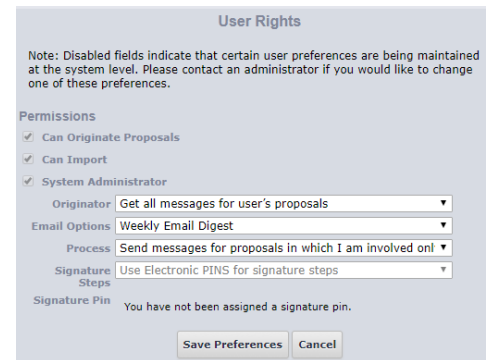 User Rights
Note: Disabled fields indicate that certain user preferences are being maintained
at the system level. Please contact an administrator if you would like to change
one of these preferences.
Permissions
Can Originate Proposals
Can Import
System Administrator
Originator Get all messages for user's proposals
Email Options Weekly Email Digest
Process Send messages for proposals in which I am involved onl
Signature Steps Use Electronic PINS for signature steps
Signature Pin You have not been assigned a signature pin.
Save Preferences Cancel